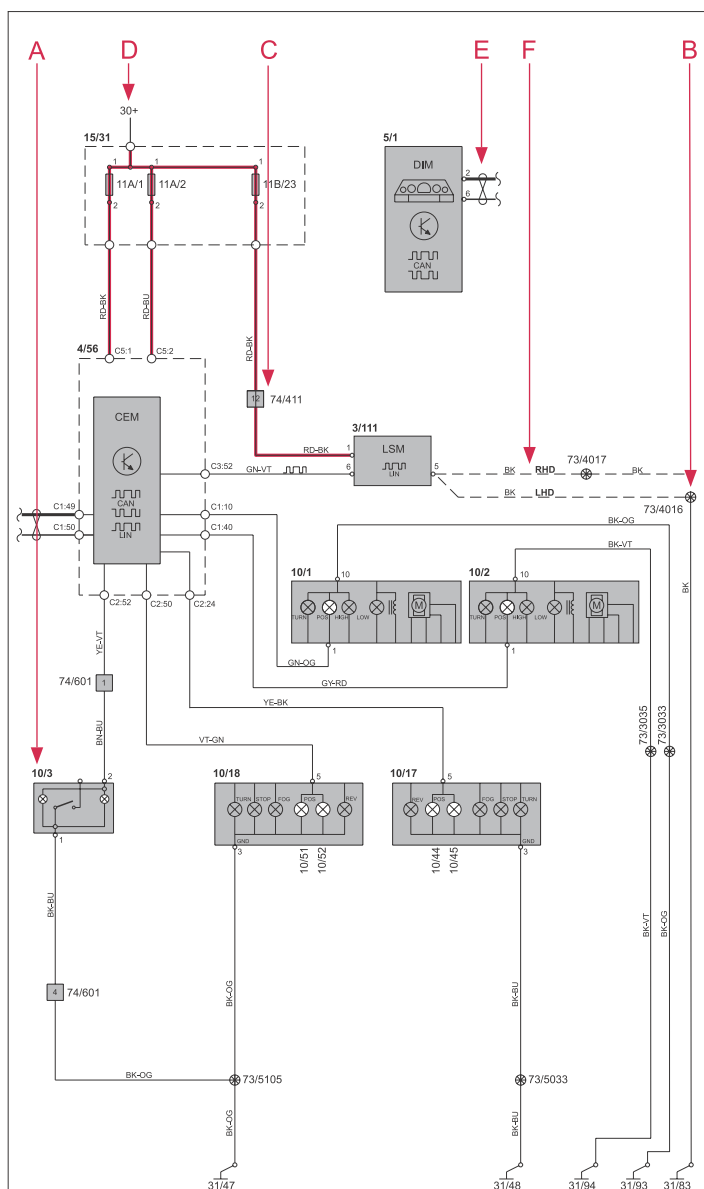 A D C E F B
30+
15/31
5/1
1 1 1
11A/1 11A/2 11B/23
2 2 2
DIM
CAN
2
6
RD-BK
RD-BU
RD-BK
4/56
C5:1 C5:2
12 74/411
CEM
CAN
LIN
3/111
RD-BK 1
LSM
LIN
C3:52 GN-VT 6
5
BK RHD 73/4017 BK
BK LHD
73/4016
C1:49
C1:50
C1:10
C1:40
BK-OG
BK-VT
BK
C2:52 C2:50 C2:24
10/1 10
TURN POS HIGH LOW M
1
10/2 10
TURN POS HIGH LOW M
1
GN-OG
GY-RD
YE-VT
74/601 1
YE-BK
BN-BU
VT-GN
73/3035
73/3033
10/3 2
1
10/18 5
TURN STOP FOG POS REV
GND
3
10/51
10/52
10/17 5
REV POS FOG STOP TURN
GND
3
10/44
10/45
BK-BU
BK-VT
BK-OG
4 74/601
BK-OG
BK-BU
BK-OG
73/5105
73/5033
BK-OG
BK-BU
31/47 31/48 31/94 31/93 31/83